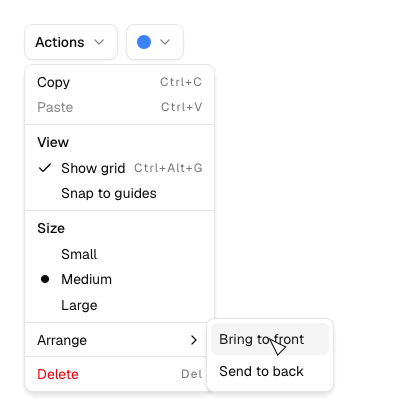 Actions
Copy Ctrl+C
Paste Ctrl+V
View
Show grid Ctrl+Alt+G
Snap to guides
Size
Small
Medium
Large
Arrange
Bring to front
Send to back
Delete Del